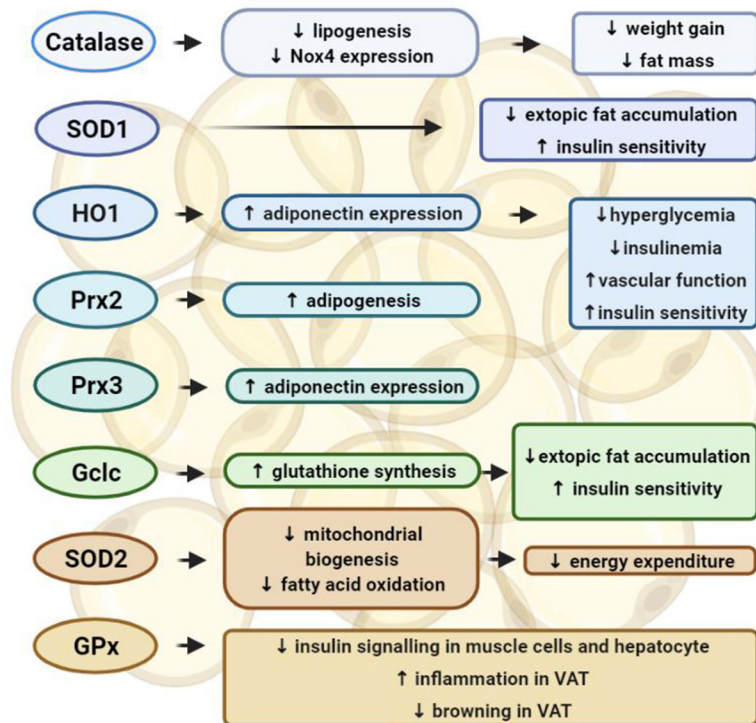 Catalase
↓ lipogenesis
↓ Nox4 expression
↓ weight gain
↓ fat mass
SOD1
↓ extopic fat accumulation
↑ insulin sensitivity
HO1
↑ adiponectin expression
↓hyperglycemia
↓insulinemia
↑vascular function
↑insulin sensitivity
Prx2
↑ adipogenesis
Prx3
↑ adiponectin expression
Gclc
↑ glutathione synthesis
↓extopic fat accumulation
↑ insulin sensitivity
SOD2
↓ mitochondrial
biogenesis
↓ fatty acid oxidation
↓ energy expenditure
GPx
↓ insulin signalling in muscle cells and hepatocyte
↑ inflammation in VAT
↓ browning in VAT